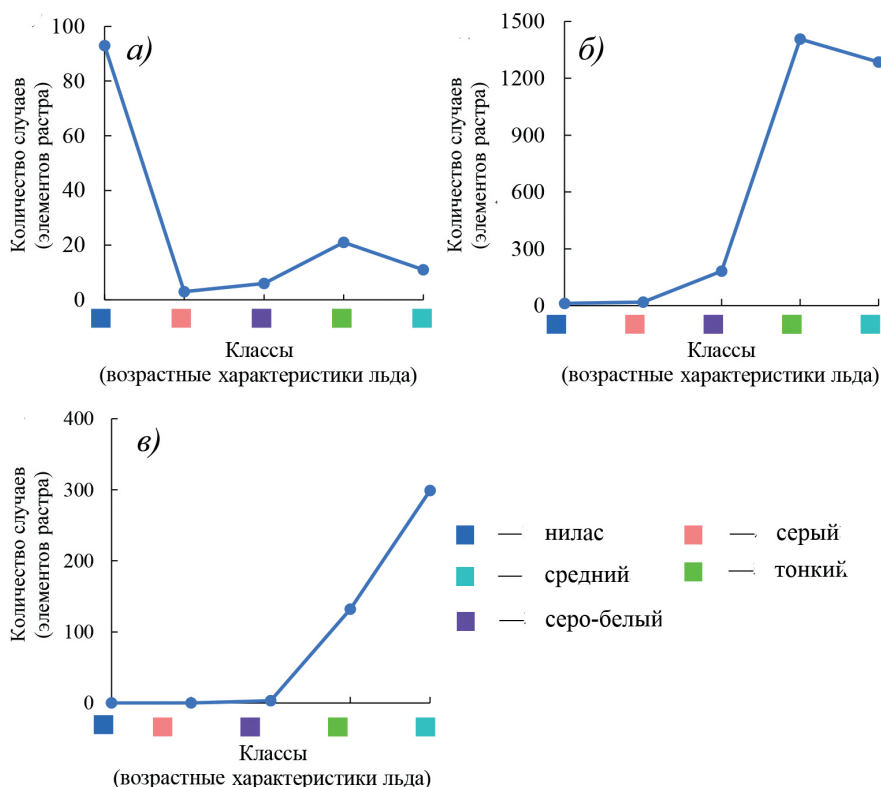 а)
Количество случаев
(элементов растра)
100
80
60
40
20
0
Классы
(возрастные характеристики льда)
б)
Количество случаев
(элементов растра)
1500
1200
900
600
300
0
Классы
(возрастные характеристики льда)
в)
Количество случаев
(элементов растра)
400
300
200
100
0
Классы
(возрастные характеристики льда)
— нилас
— серый
— средний
— тонкий
— серо-белый